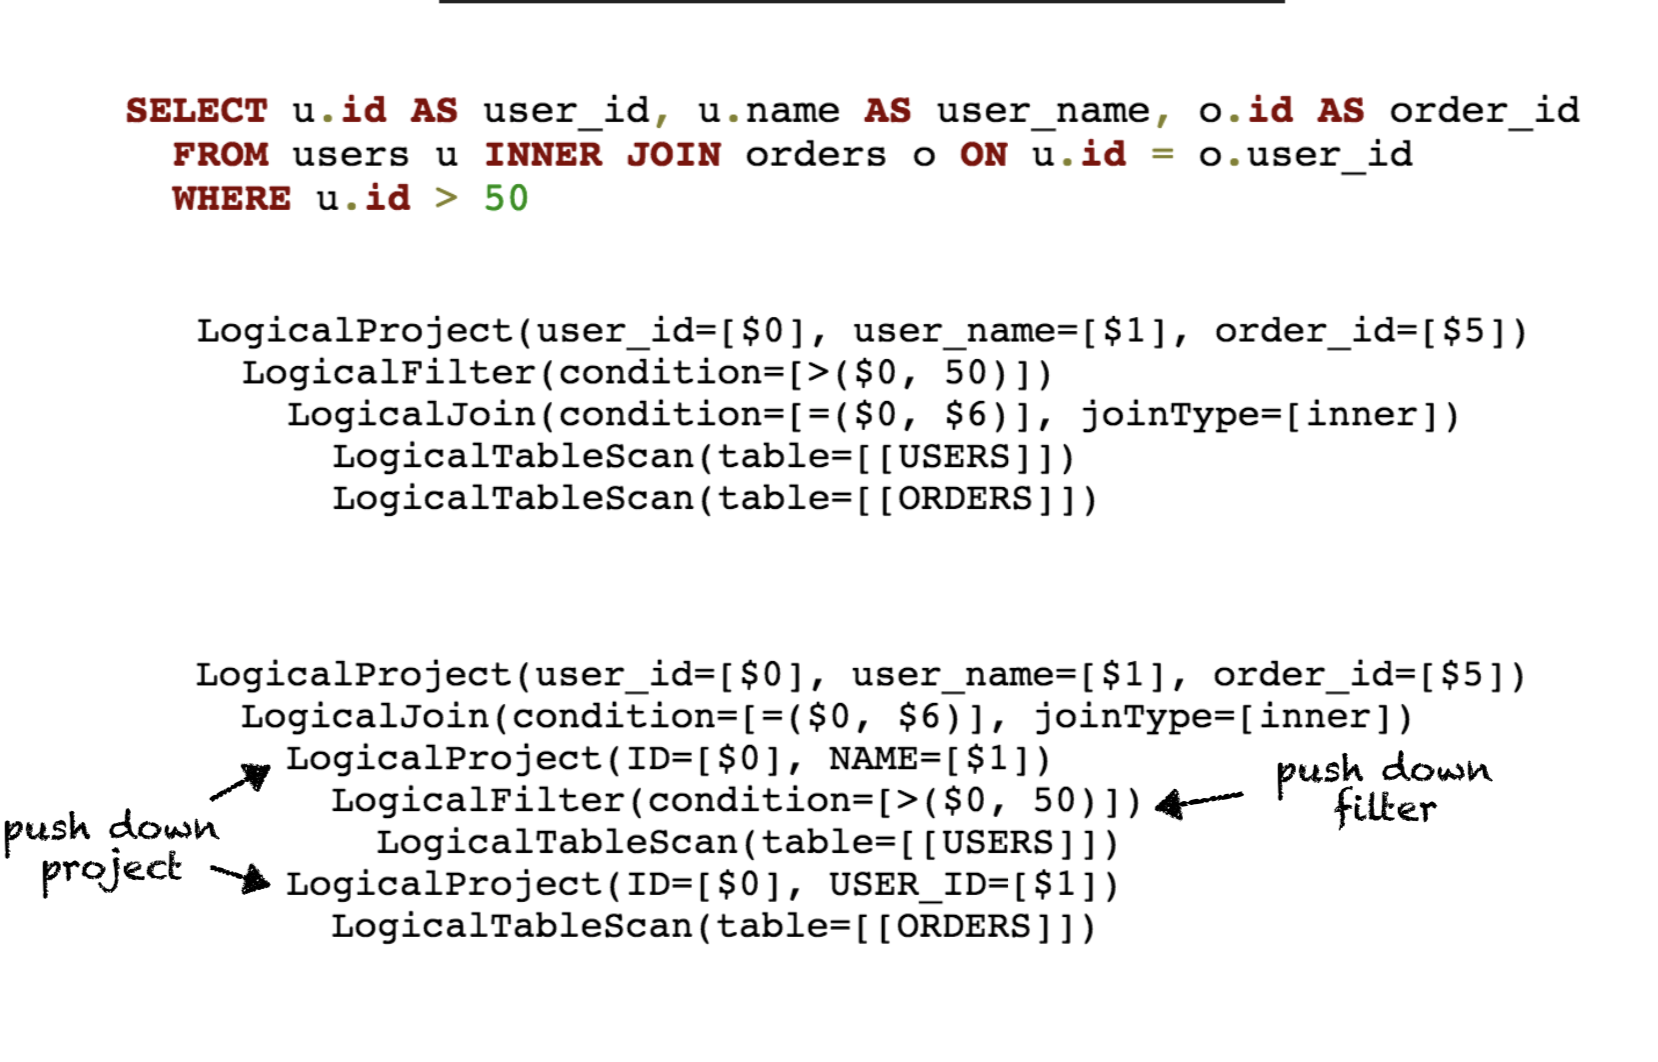 SELECT u.id AS user_id, u.name AS user_name, o.id AS order_id
FROM users u INNER JOIN orders o ON u.id = o.user_id
WHERE u.id > 50
LogicalProject(user_id=[$0], user_name=[$1], order_id=[$5])
LogicalFilter(condition=[>($0, 50)])
LogicalJoin(condition=[=($0, $6)], joinType=[inner])
LogicalTableScan(table=[[USERS]])
LogicalTableScan(table=[[ORDERS]])
LogicalProject(user_id=[$0], user_name=[$1], order_id=[$5])
LogicalJoin(condition=[=($0, $6)], joinType=[inner])
LogicalProject(ID=[$0], NAME=[$1])
LogicalFilter(condition=[>($0, 50)])
LogicalTableScan(table=[[USERS]])
LogicalProject(ID=[$0], USER_ID=[$1])
LogicalTableScan(table=[[ORDERS]])
push down
project
push down
filter